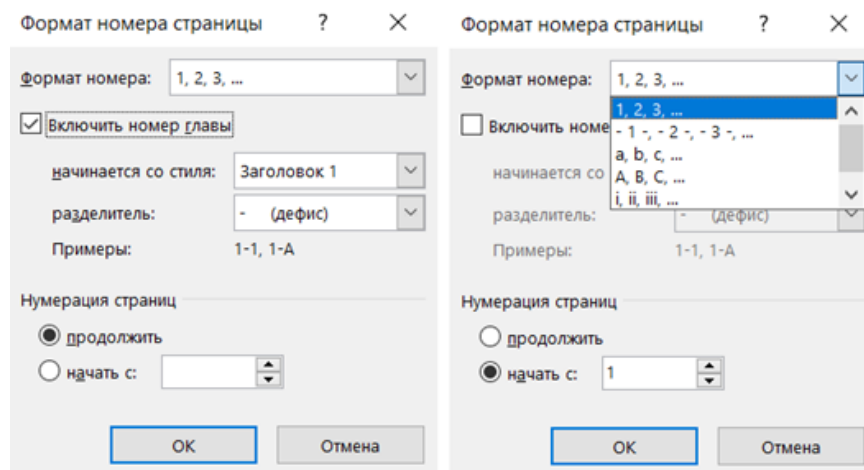 Формат номера страницы ?
Формат номера: 1, 2, 3, ...
Включить номер главы
начинается со стиля: Заголовок 1
разделитель: - (дефис)
Примеры: 1-1, 1-A
Нумерация страниц
продолжить
начать с:
ОК Отмена
Формат номера страницы ?
Формат номера: 1, 2, 3, ...
1, 2, 3, ...
Включить номе - 1 -, - 2 -, - 3 -, ...
a, b, c, ...
начинается со A, B, C, ...
i, ii, iii, ...
разделитель: - (дефис)
Примеры: 1-1, 1-A
Нумерация страниц
продолжить
начать с: 1
ОК Отмена